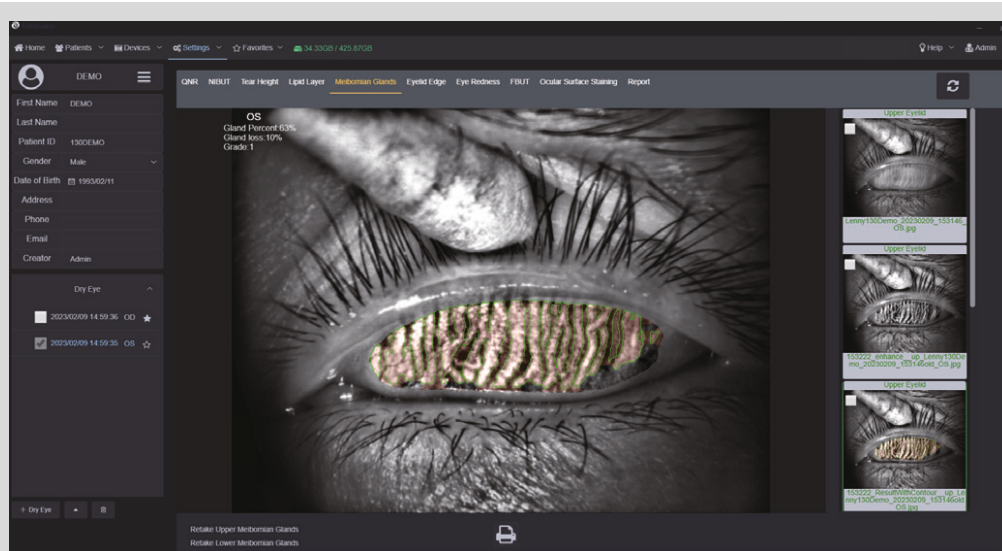 Home Patients Devices Settings Favorites 34.33GB / 425.87GB Help Admin
DEMO
QNR NIBUT Tear Height Lipid Layer Meibomian Glands Eyelid Edge Eye Redness FBUT Ocular Surface Staining Report
First Name DEMO
Last Name
Patient ID 130DEMO
Gender Male
Date of Birth 1993/02/11
Address
Phone
Email
Creator Admin
Dry Eye
2023/02/09 14:59:36 OD
2023/02/09 14:59:35 OS
+ Dry Eye
OS
Gland Percent:63%
Gland loss:10%
Grade:1
Retake Upper Meibomian Glands
Retake Lower Meibomian Glands
Upper Eyelid
Lenny130Demo_20230209_153146_
OS.jpg
Upper Eyelid
153222_enhance__up_Lenny130De
mo_20230209_153146old_OS.jpg
Upper Eyelid
153222_ResultWithContour__up_Le
nny130Demo_20230209_153146old_
OS.jpg